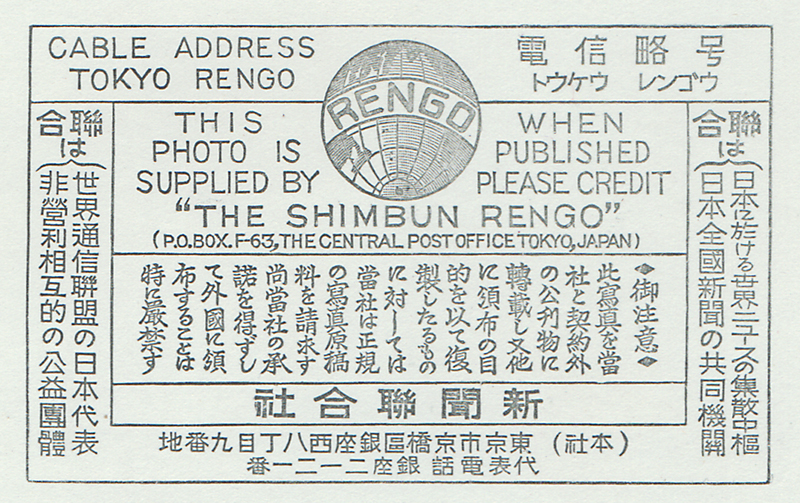 CABLE ADDRESS
TOKYO RENGO
RENGO
電信略号
トウケウ レンゴウ
THIS WHEN
PHOTO IS PUBLISHED
SUPPLIED BY PLEASE CREDIT
"THE SHIMBUN RENGO"
(P.O.BOX.F-63, THE CENTRAL POST OFFICE TOKYO, JAPAN)
聯合は
日本に於ける世界ニュースの集散中樞
日本全國新聞の共同機關
◆御注意◆
此寫眞を當
社と契約外
の公刊物に
轉載し又他
に頒布の目
的を以て復
製したるもの
に対しては
當社は正規
の寫眞原稿
料を請求す
尚當社の承
諾を得ずし
て外國に頒
布することは
特に厳禁す
聯合は
世界通信聯盟の日本代表
非營利相互的の公益團體
新聞聯合社
(本社) 東京市京橋區銀座西八丁目九番地
代表電話 銀座二一二一番